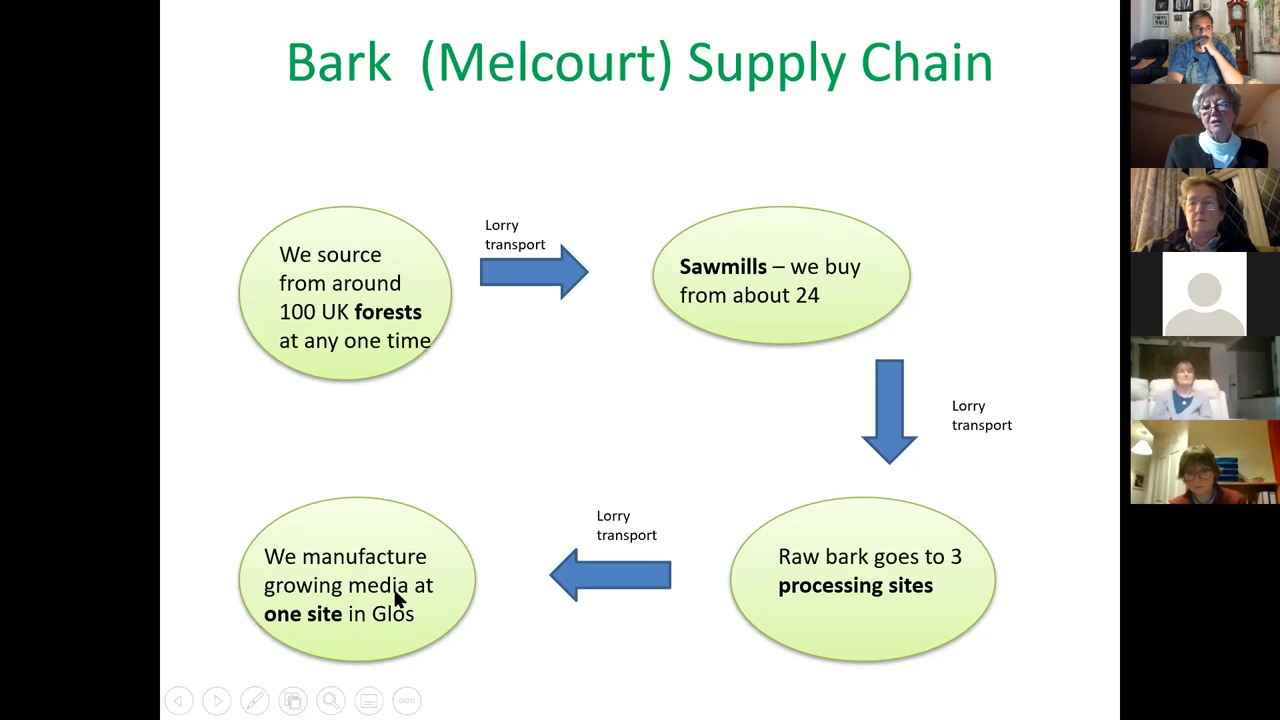 Bark (Melcourt) Supply Chain
We source
from around
100 UK forests
at any one time
Lorry
transport
Sawmills – we buy
from about 24
Lorry
transport
Raw bark goes to 3
processing sites
Lorry
transport
We manufacture
growing media at
one site in Glos